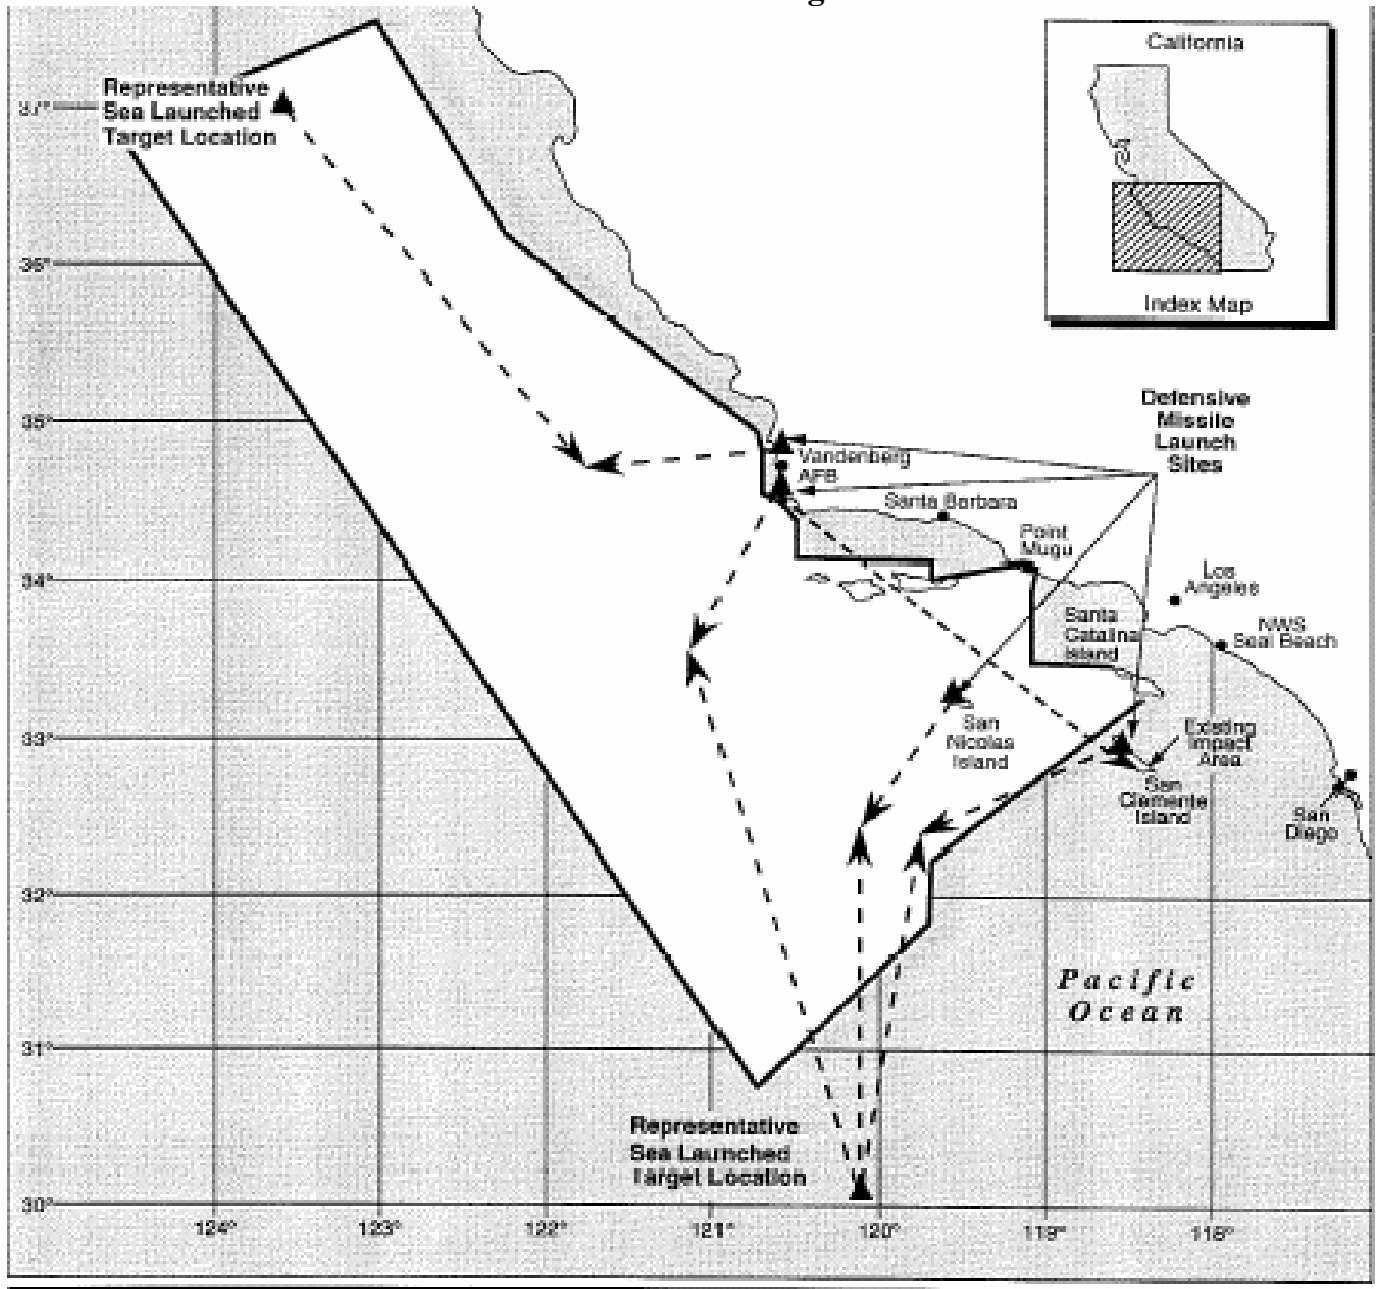 California
Index Map
Representative
Sea Launched
Target Location
37°
36°
35°
34°
33°
32°
31°
30°
Defensive
Missile
Launch
Sites
Vandenberg
AFB
Santa Barbara
Point
Mugu
Los
Angeles
NWS
Seal Beach
Santa
Catalina
Island
San
Nicolas
Island
Existing
Impact
Area
San
Clemente
Island
San
Diego
Pacific
Ocean
Representative
Sea Launched
Target Location
124°
123°
122°
121°
120°
119°
118°